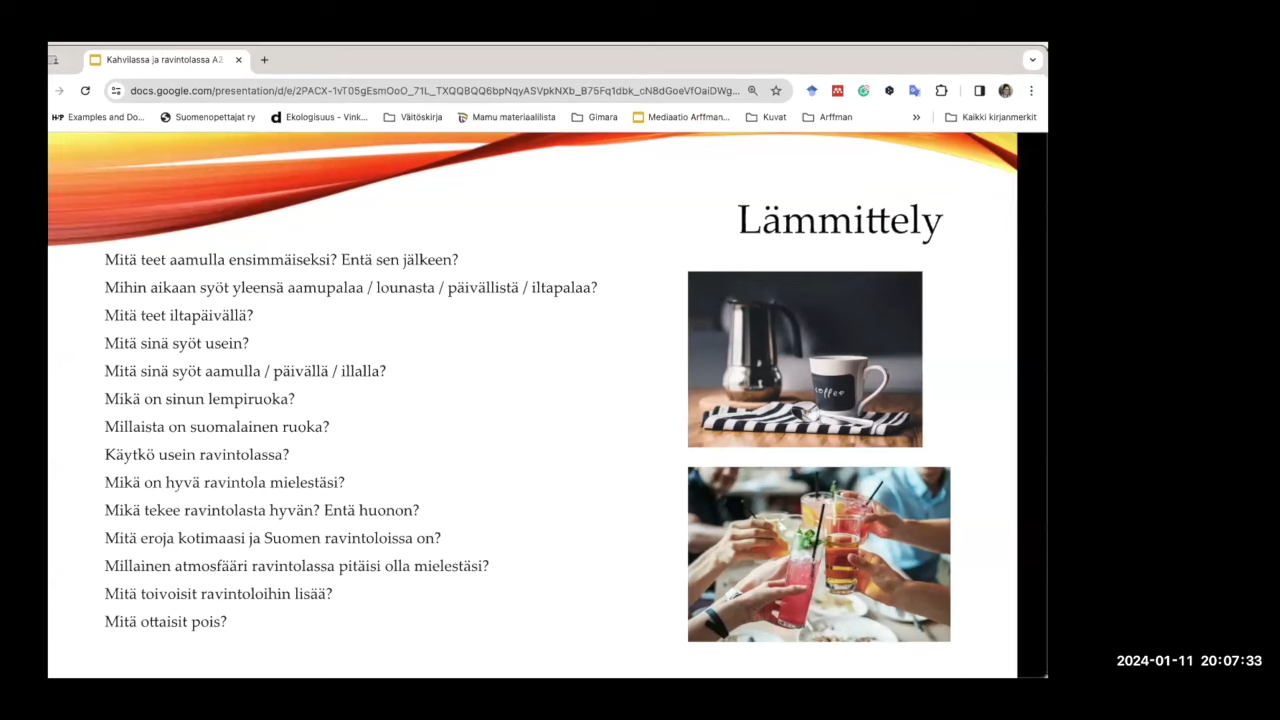 Kahvilassa ja ravintolassa A2
docs.google.com/presentation/d/e/2PACX-1vT05gEsmOoO_71L_TXQQBQQ6bpNqyASVpkNXb_B75Fq1dbk_cN8dGoeVfOaiDWg...
Examples and Do...
Suomenopettajat ry
Ekologisuus - Vink...
Väitöskirja
Mamu materiaalilista
Gimara
Mediaatio Arffman...
Kuvat
Arffman
»
Kaikki kirjanmerkit
Lämmittely
Mitä teet aamulla ensimmäiseksi? Entä sen jälkeen?
Mihin aikaan syöt yleensä aamupalaa / lounasta / päivällistä / iltapalaa?
Mitä teet iltapäivällä?
Mitä sinä syöt usein?
Mitä sinä syöt aamulla / päivällä / illalla?
Mikä on sinun lempiruoka?
Millaista on suomalainen ruoka?
Käytkö usein ravintolassa?
Mikä on hyvä ravintola mielestäsi?
Mikä tekee ravintolasta hyvän? Entä huonon?
Mitä eroja kotimaasi ja Suomen ravintoloissa on?
Millainen atmosfääri ravintolassa pitäisi olla mielestäsi?
Mitä toivoisit ravintoloihin lisää?
Mitä ottaisit pois?
coffee
2024-01-11 20:07:33